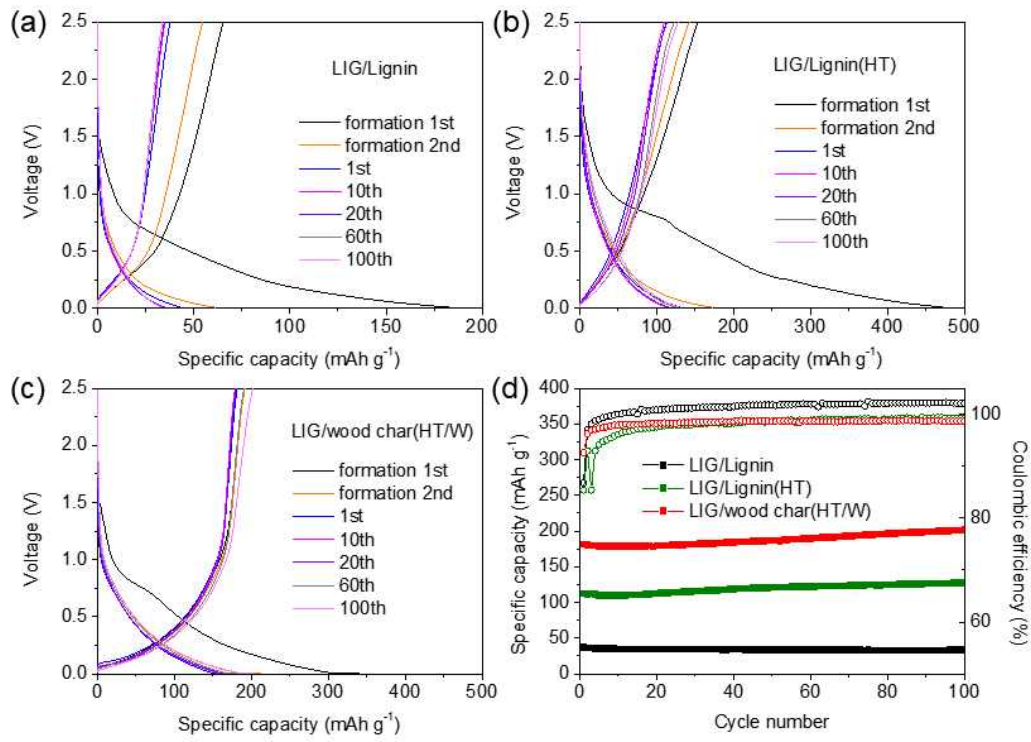 (a)
2.5
2.0
1.5
1.0
0.5
0.0
Voltage (V)
LIG/Lignin
formation 1st
formation 2nd
1st
10th
20th
60th
100th
0 50 100 150 200
Specific capacity (mAh g⁻¹)
(b)
2.5
2.0
1.5
1.0
0.5
0.0
Voltage (V)
LIG/Lignin(HT)
formation 1st
formation 2nd
1st
10th
20th
60th
100th
0 100 200 300 400 500
Specific capacity (mAh g⁻¹)
(c)
2.5
2.0
1.5
1.0
0.5
0.0
Voltage (V)
LIG/wood char(HT/W)
formation 1st
formation 2nd
1st
10th
20th
60th
100th
0 100 200 300 400 500
Specific capacity (mAh g⁻¹)
(d)
400
350
300
250
200
150
100
50
0
Specific capacity (mAh g⁻¹)
LIG/Lignin
LIG/Lignin(HT)
LIG/wood char(HT/W)
100
80
60
Coulombic efficiency (%)
0 20 40 60 80 100
Cycle number